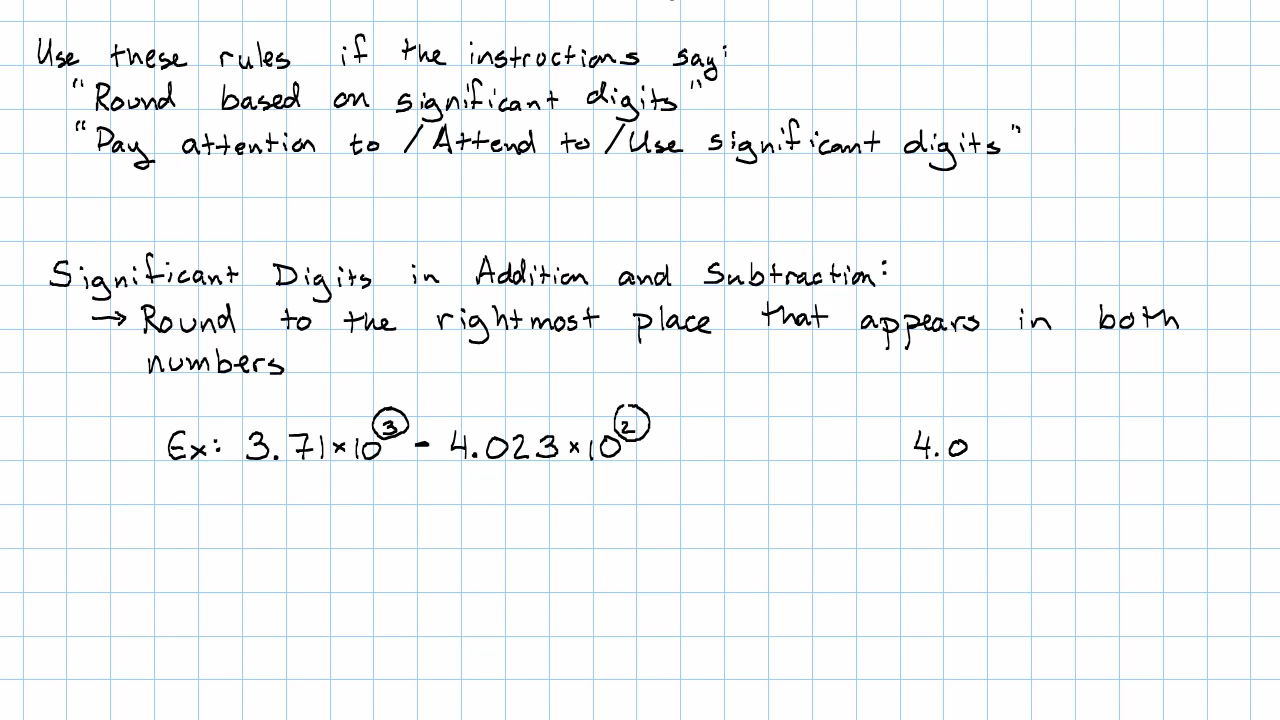 Use these rules if the instructions say:
"Round based on significant digits"
"Pay attention to /Attend to /Use significant digits"
Significant Digits in Addition and Subtraction:
→ Round to the rightmost place that appears in both
numbers
Ex: 3.71×10³ - 4.023×10² 4.0